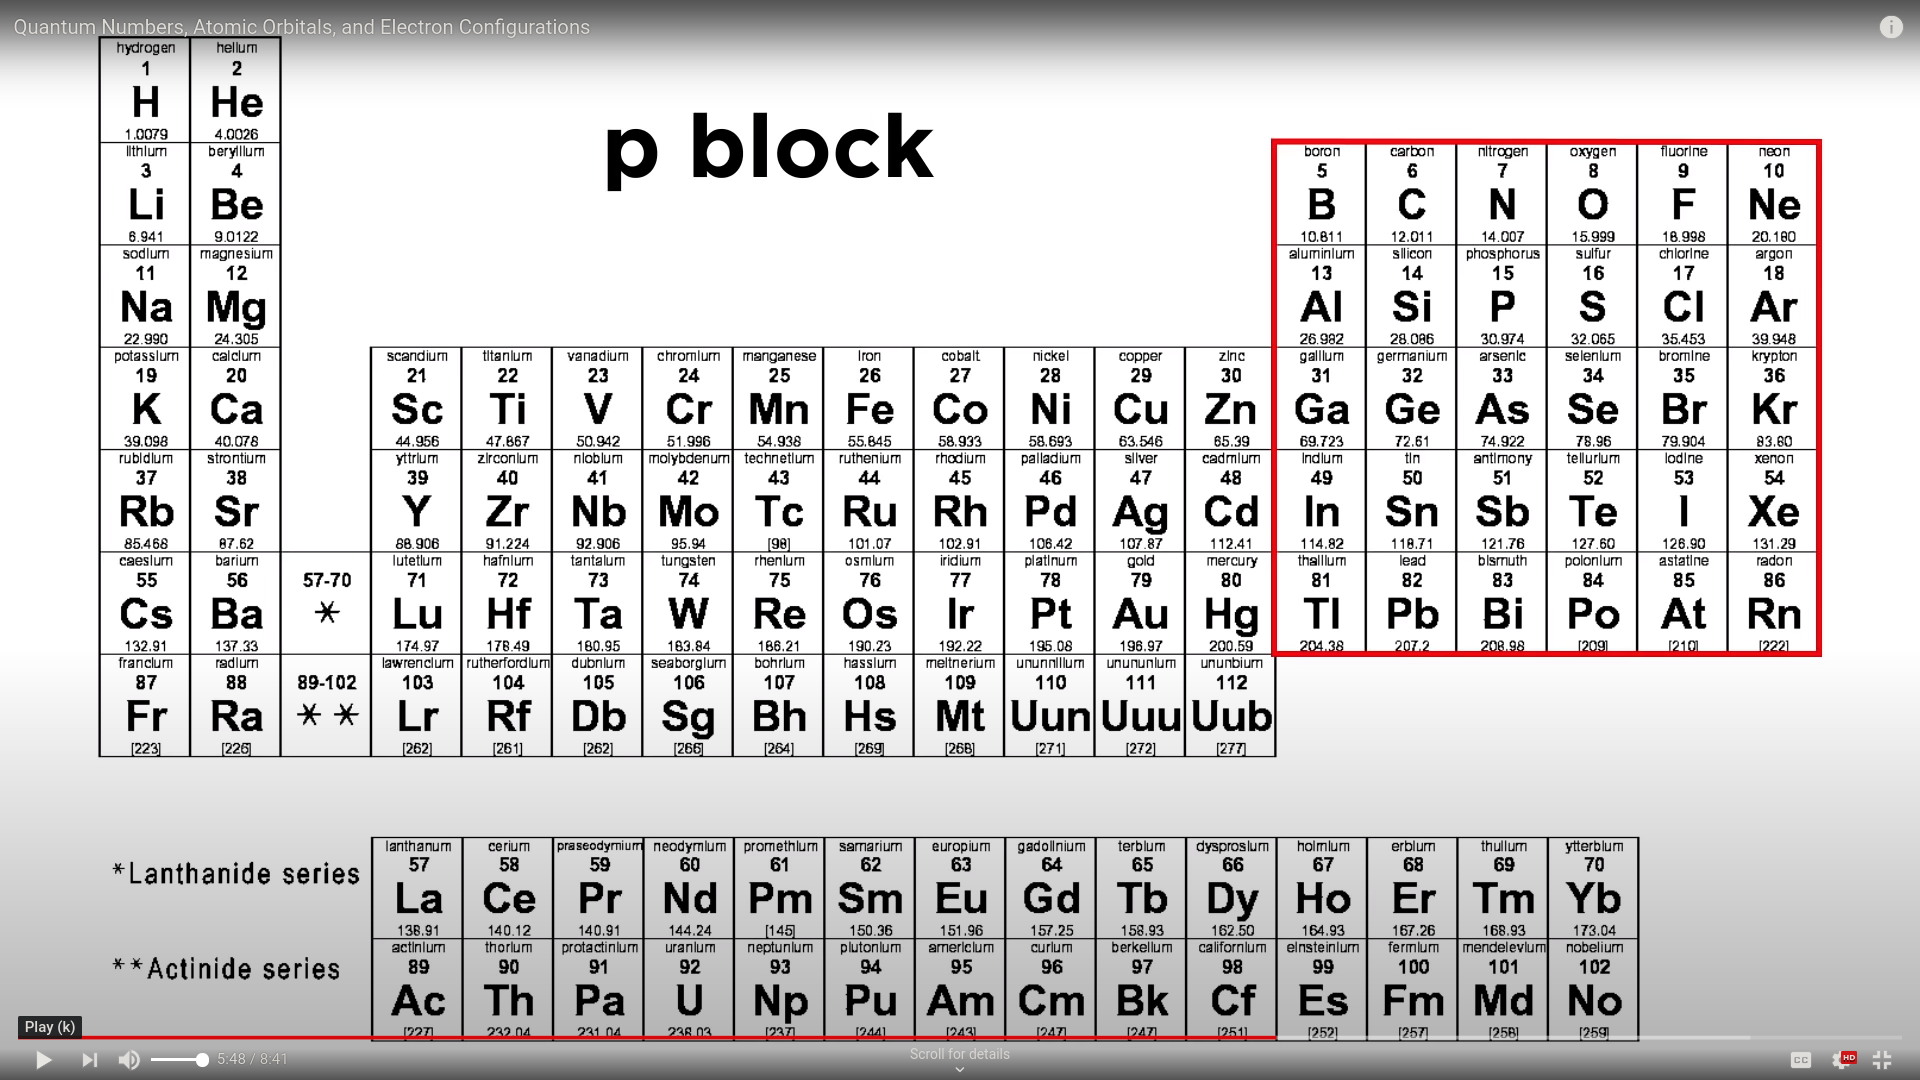 Quantum Numbers, Atomic Orbitals, and Electron Configurations
hydrogen helium
1 2
H He
1.0079 4.0026
p block
lithium beryllium boron carbon nitrogen oxygen fluorine neon
3 4 5 6 7 8 9 10
Li Be B C N O F Ne
6.941 9.0122 10.811 12.011 14.007 15.999 18.998 20.180
sodium magnesium aluminium silicon phosphorus sulfur chlorine argon
11 12 13 14 15 16 17 18
Na Mg Al Si P S Cl Ar
22.990 24.305 26.982 28.086 30.974 32.065 35.453 39.948
potassium calcium scandium titanium vanadium chromium manganese iron cobalt nickel copper zinc gallium germanium arsenic selenium bromine krypton
19 20 21 22 23 24 25 26 27 28 29 30 31 32 33 34 35 36
K Ca Sc Ti V Cr Mn Fe Co Ni Cu Zn Ga Ge As Se Br Kr
39.098 40.078 44.956 47.867 50.942 51.996 54.938 55.845 58.933 58.693 63.546 65.39 69.723 72.61 74.922 78.96 79.904 83.80
rubidium strontium yttrium zirconium niobium molybdenum technetium ruthenium rhodium palladium silver cadmium indium tin antimony tellurium iodine xenon
37 38 39 40 41 42 43 44 45 46 47 48 49 50 51 52 53 54
Rb Sr Y Zr Nb Mo Tc Ru Rh Pd Ag Cd In Sn Sb Te I Xe
85.468 87.62 88.906 91.224 92.906 95.94 [98] 101.07 102.91 106.42 107.87 112.41 114.82 118.71 121.76 127.60 126.90 131.29
caesium barium lutetium hafnium tantalum tungsten rhenium osmium iridium platinum gold mercury thallium lead bismuth polonium astatine radon
55 56 57-70 71 72 73 74 75 76 77 78 79 80 81 82 83 84 85 86
Cs Ba * Lu Hf Ta W Re Os Ir Pt Au Hg Tl Pb Bi Po At Rn
132.91 137.33 174.97 178.49 180.95 183.84 186.21 190.23 192.22 195.08 196.97 200.59 204.38 207.2 208.98 [209] [210] [222]
francium radium lawrencium rutherfordium dubnium seaborgium bohrium hassium meitnerium ununnilium unununium ununbium
87 88 89-102 103 104 105 106 107 108 109 110 111 112
Fr Ra * * Lr Rf Db Sg Bh Hs Mt Uun Uuu Uub
[223] [226] [262] [261] [262] [266] [264] [269] [268] [271] [272] [277]
lanthanum cerium praseodymium neodymium promethium samarium europium gadolinium terbium dysprosium holmium erbium thulium ytterbium
57 58 59 60 61 62 63 64 65 66 67 68 69 70
*Lanthanide series La Ce Pr Nd Pm Sm Eu Gd Tb Dy Ho Er Tm Yb
138.91 140.12 140.91 144.24 [145] 150.36 151.96 157.25 158.93 162.50 164.93 167.26 168.93 173.04
actinium thorium protactinium uranium neptunium plutonium americium curium berkelium californium einsteinium fermium mendelevium nobelium
**Actinide series 89 90 91 92 93 94 95 96 97 98 99 100 101 102
Ac Th Pa U Np Pu Am Cm Bk Cf Es Fm Md No
[227] 232.04 231.04 238.03 [237] [244] [243] [247] [247] [251] [252] [257] [258] [259]
Play (k)
5:48 / 8:41
Scroll for details
CC
HD